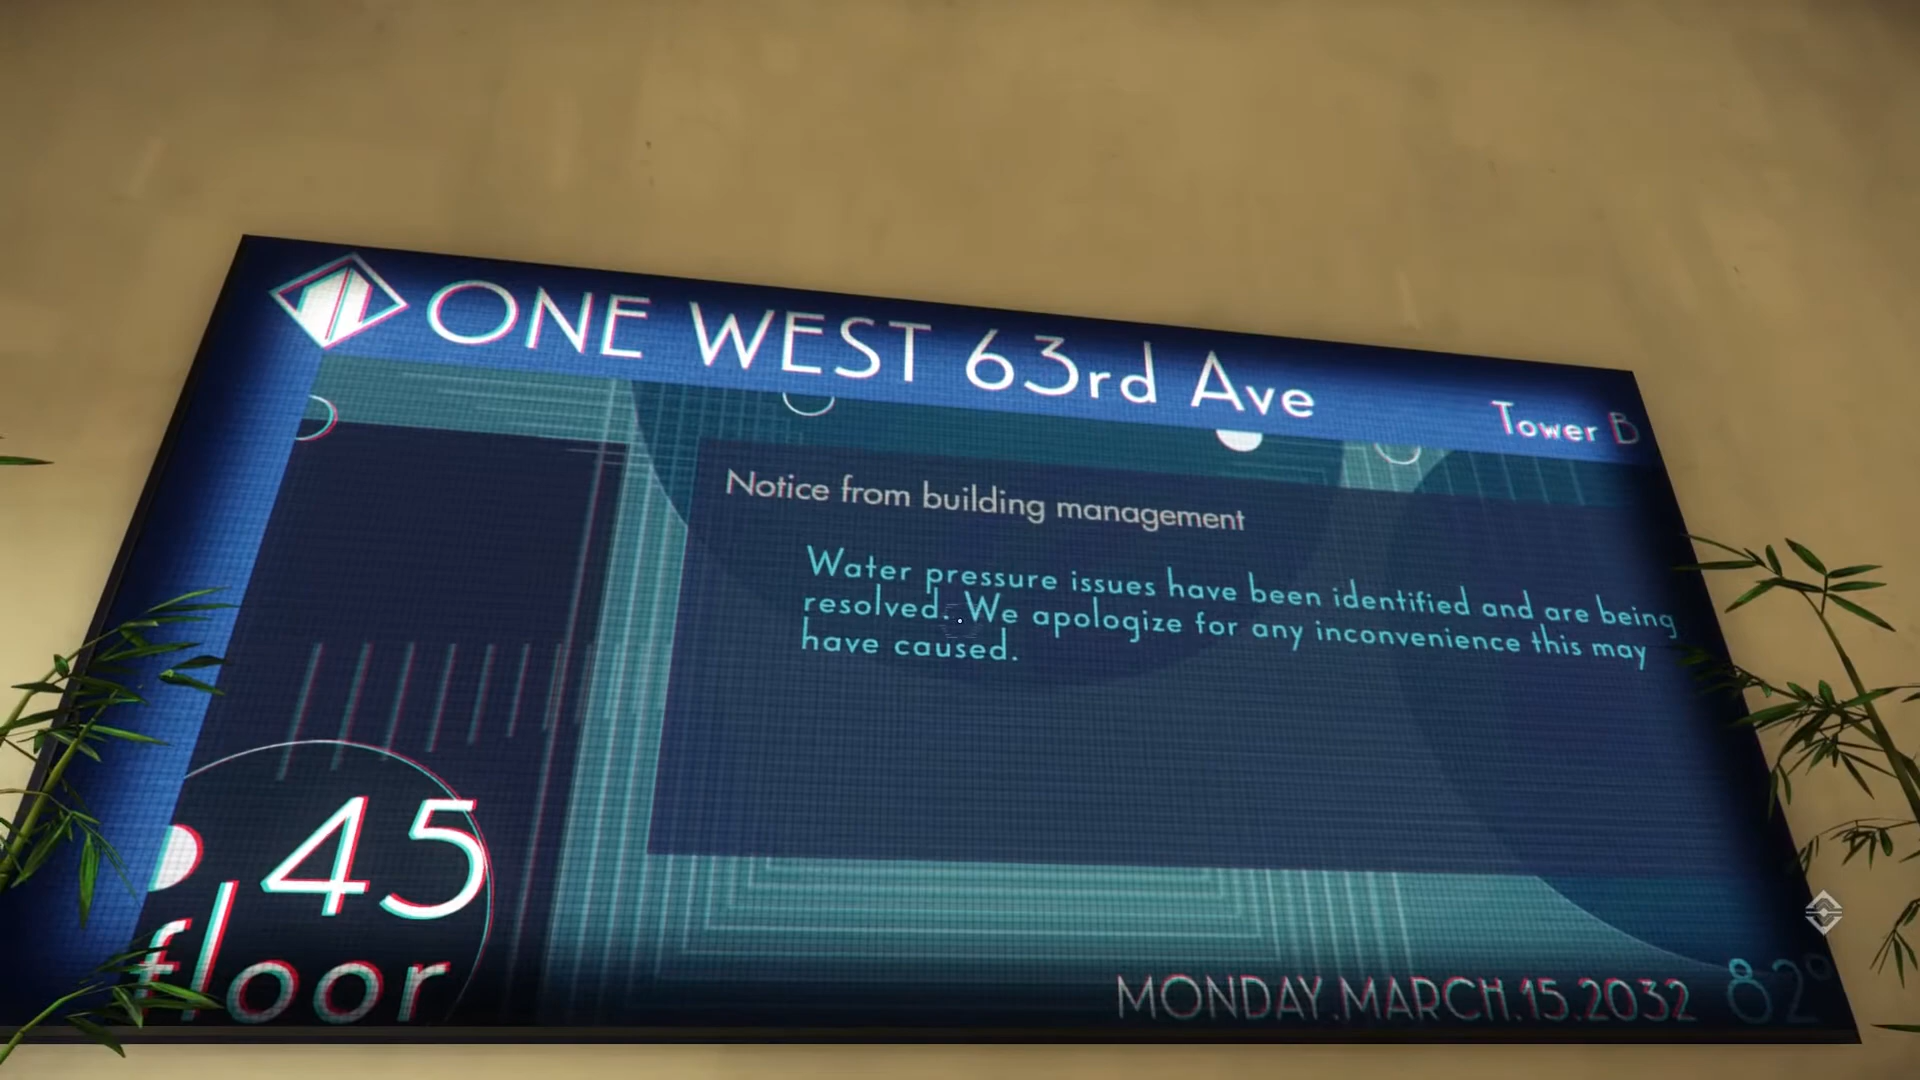 ONE WEST 63rd Ave
Tower B
Notice from building management
Water pressure issues have been identified and are being
resolved. We apologize for any inconvenience this may
have caused.
45
floor
MONDAY.MARCH.15.2032
82°